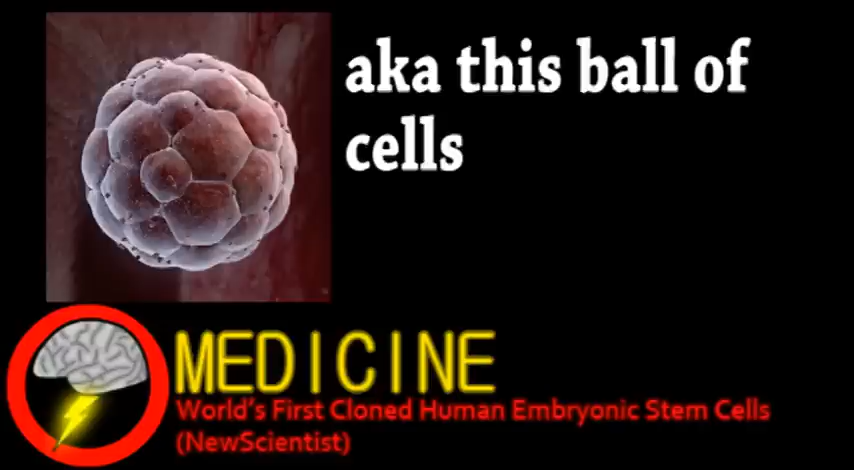 aka this ball of
cells
MEDICINE
World's First Cloned Human Embryonic Stem Cells
(NewScientist)